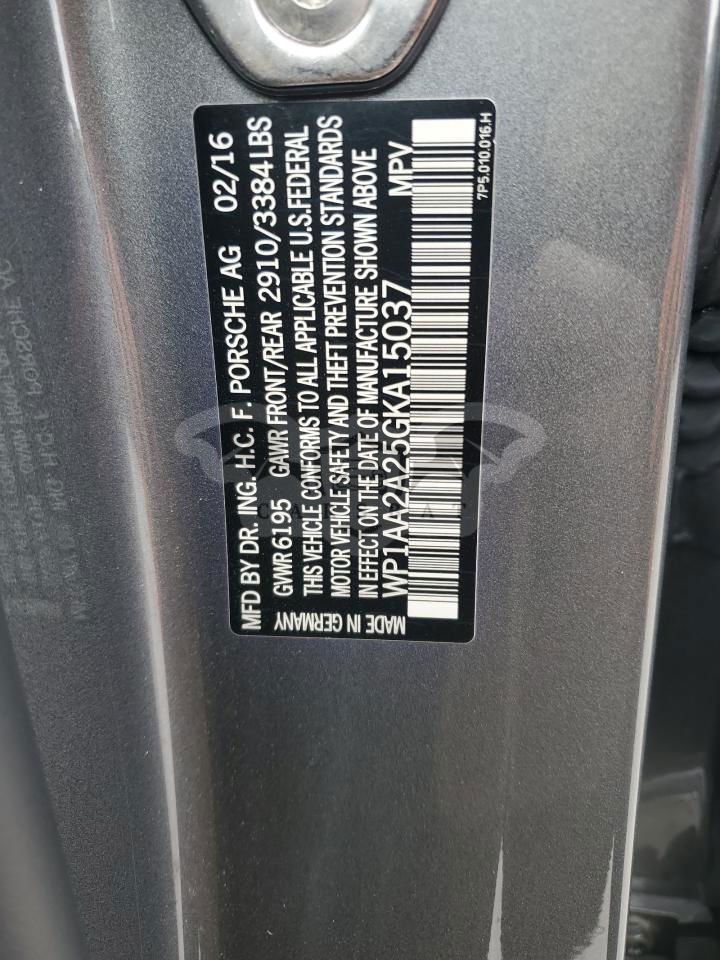 MFD BY DR. ING. H.C. F. PORSCHE AG 02/16
GVWR 6195 GAWR FRONT/REAR 2910/3384LBS
THIS VEHICLE CONFORMS TO ALL APPLICABLE U.S. FEDERAL
MOTOR VEHICLE SAFETY AND THEFT PREVENTION STANDARDS
IN EFFECT ON THE DATE OF MANUFACTURE SHOWN ABOVE
WP1AA2A25GKA15037 MPV
MADE IN GERMANY
7P5.010.016.H